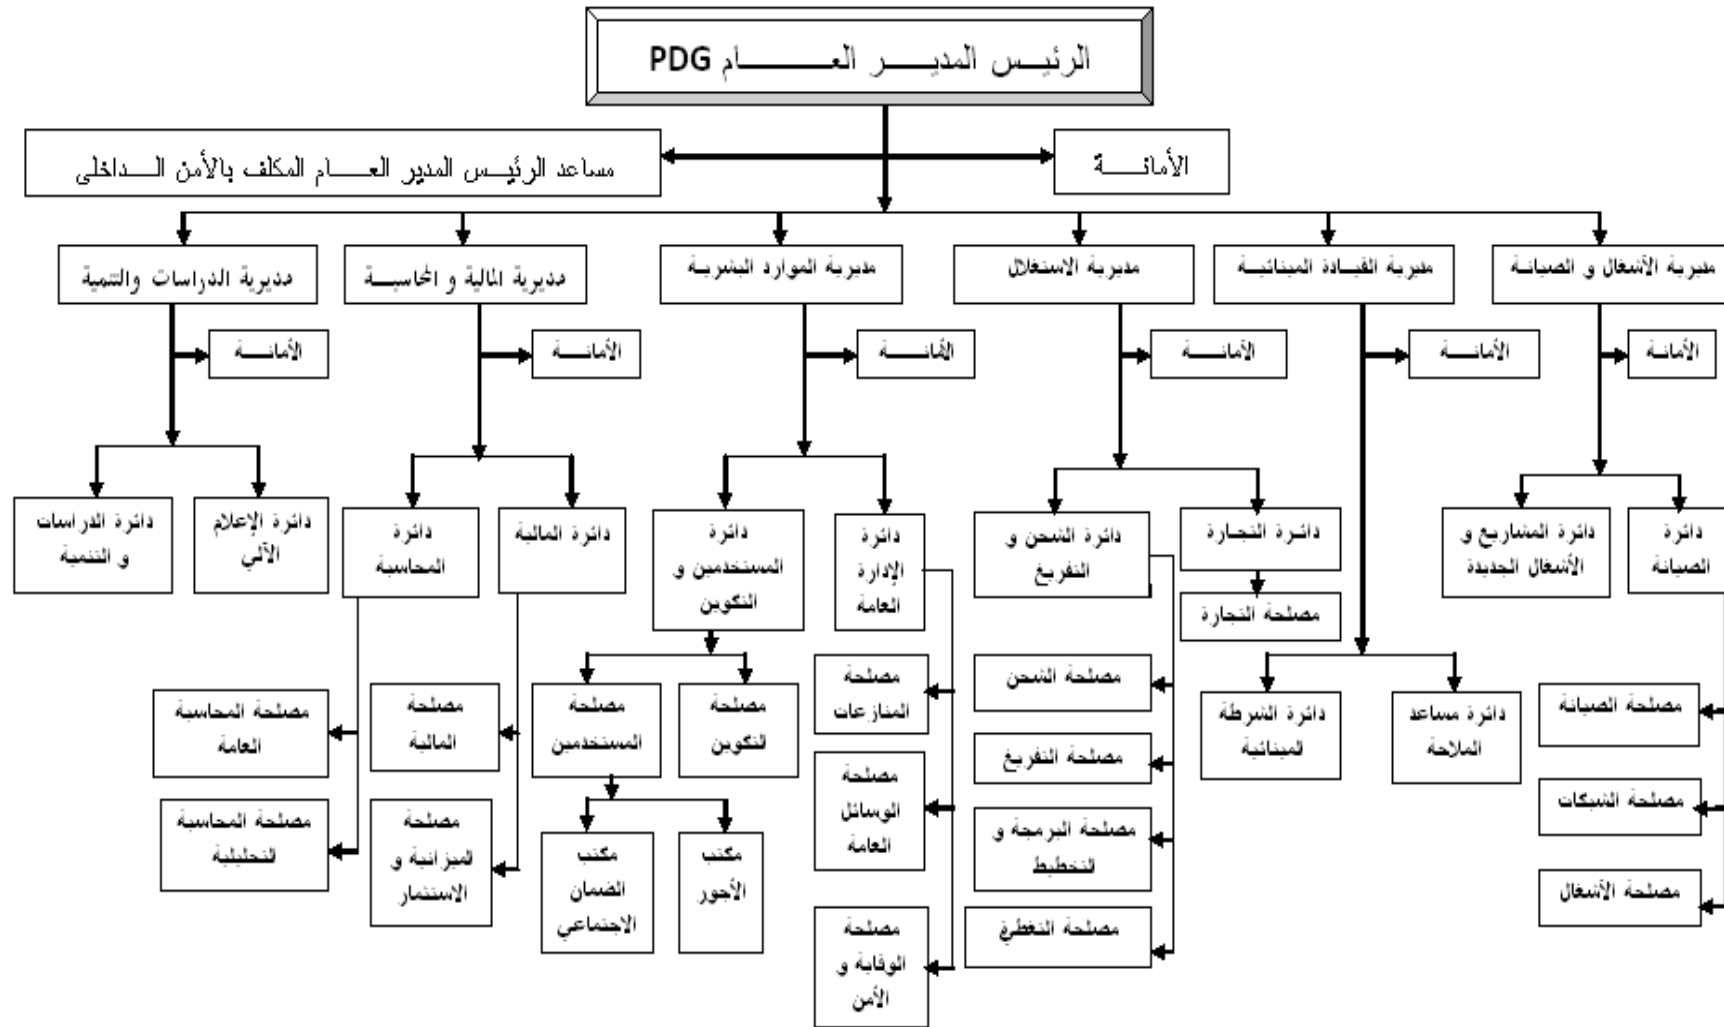 الرئيس المدير العام PDG
الأمانة
مساعد الرئيس المدير العام المكلف بالأمن الداخلي
مديرية الأشغال و الصيانة
مديرية القيادة المينائية
مديرية الاستغلال
مديرية الموارد البشرية
مديرية المالية و المحاسبة
مديرية الدراسات والتنمية
الأمانة
الأمانة
الأمانة
الأمانة
الأمانة
الأمانة
دائرة
الصيانة
دائرة المشاريع و
الأشغال الجديدة
دائرة التجارة
دائرة الشحن و
التفريغ
دائرة
الإدارة
العامة
دائرة
المستخدمين و
التكوين
دائرة المالية
دائرة
المحاسبة
دائرة الإعلام
الآلي
دائرة الدراسات
و التنمية
مصلحة التجارة
مصلحة الصيانة
مصلحة الشبكات
مصلحة الأشغال
دائرة مساعد
الملاحة
دائرة الشرطة
المينائية
مصلحة الشحن
مصلحة التفريغ
مصلحة البرمجة و
التخطيط
مصلحة
مصلحة
المنازعات
مصلحة
الوسائل
العامة
مصلحة
الوقاية و
الأمن
مصلحة
التكوين
مصلحة
المستخدمين
مكتب
الأجور
مكتب
الضمان
الاجتماعي
مصلحة
المالية
مصلحة
الميزانية و
الاستثمار
مصلحة المحاسبة
العامة
مصلحة المحاسبة
التحليلية